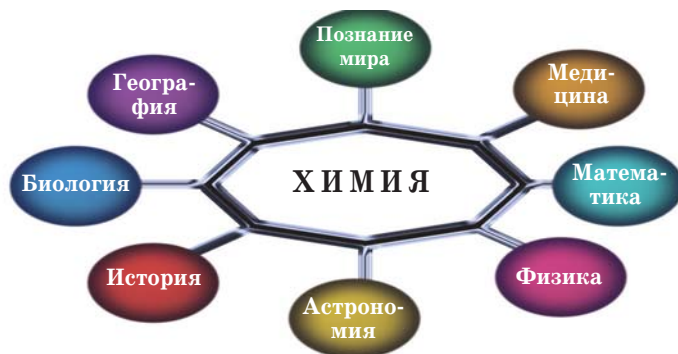 Познание
мира
Геогра-
фия
Меди-
цина
Биология
ХИМИЯ
Матема-
тика
История
Физика
Астроно-
мия